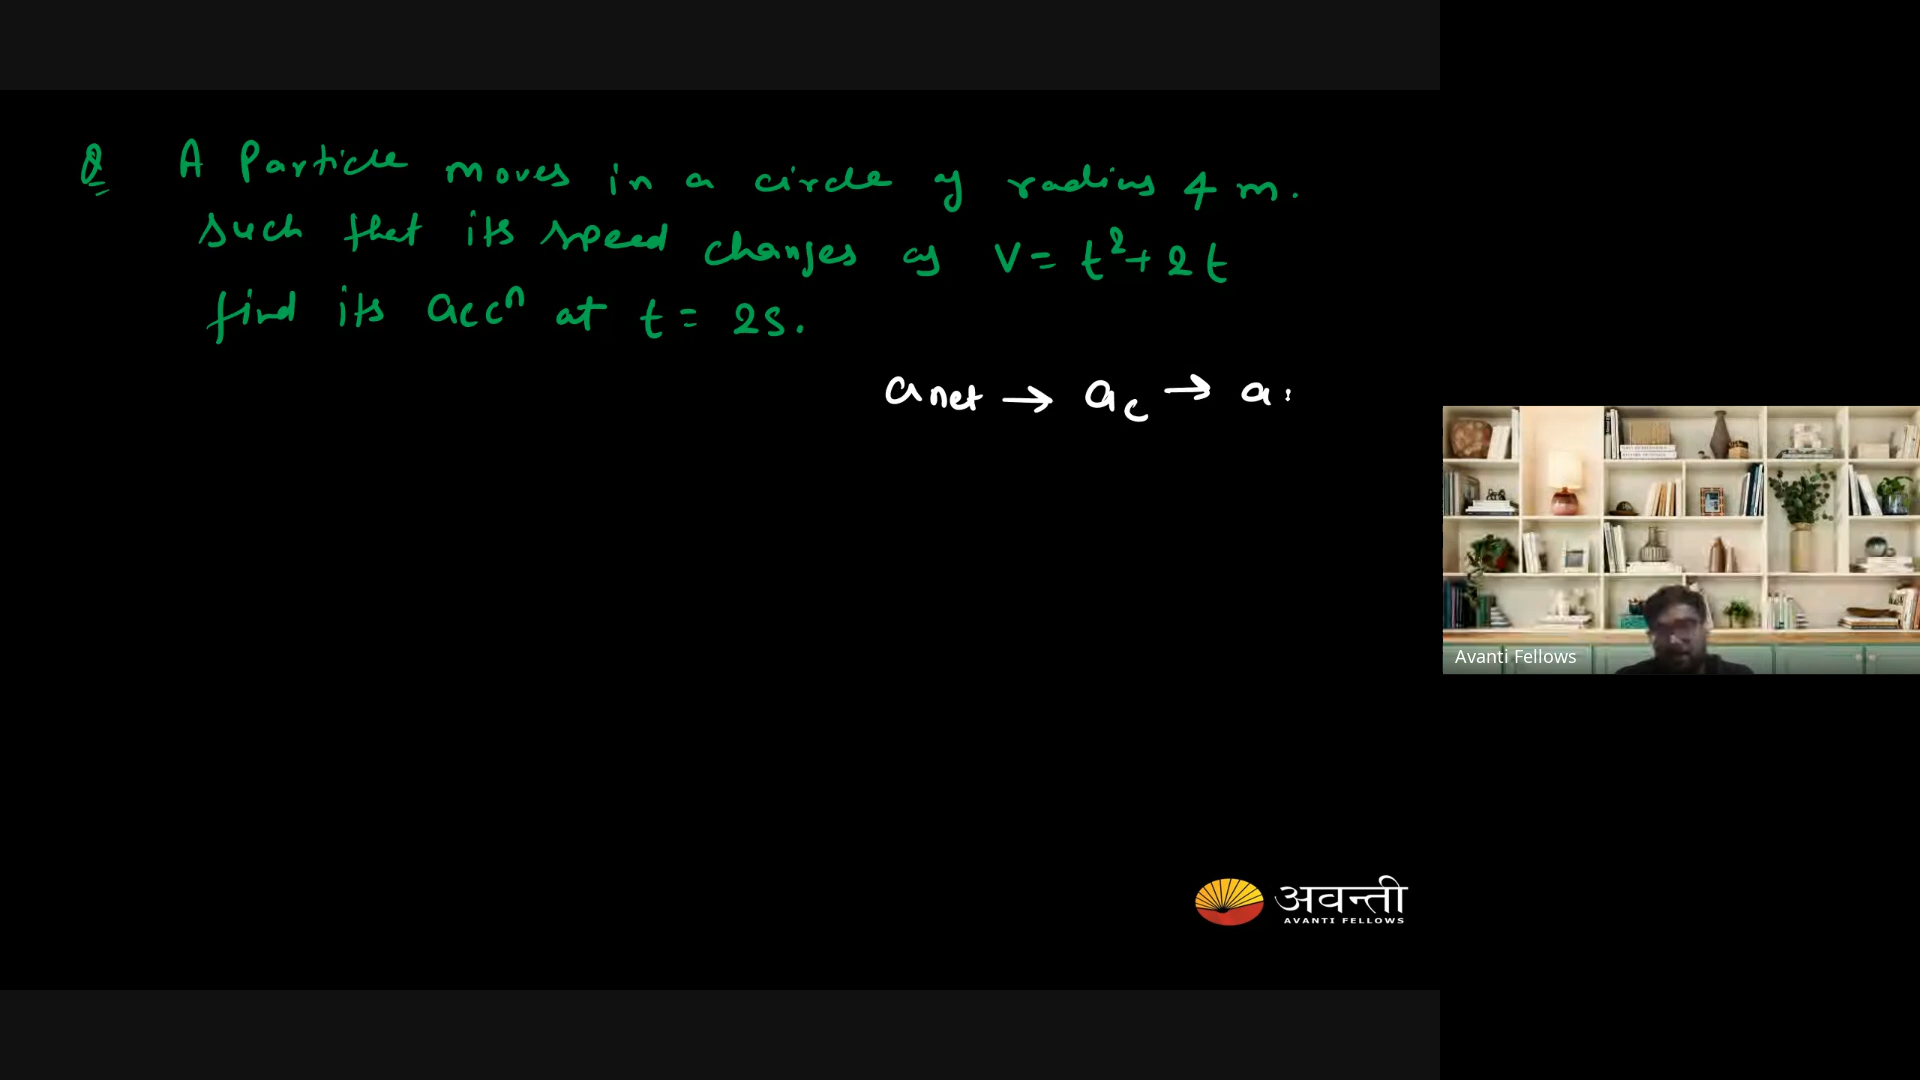 Q A Particle moves in a circle of radius 4 m.
such that its speed changes as v = t² + 2t
find its accⁿ at t = 2s.
anet → ac → a
Avanti Fellows
अवन्ती
AVANTI FELLOWS